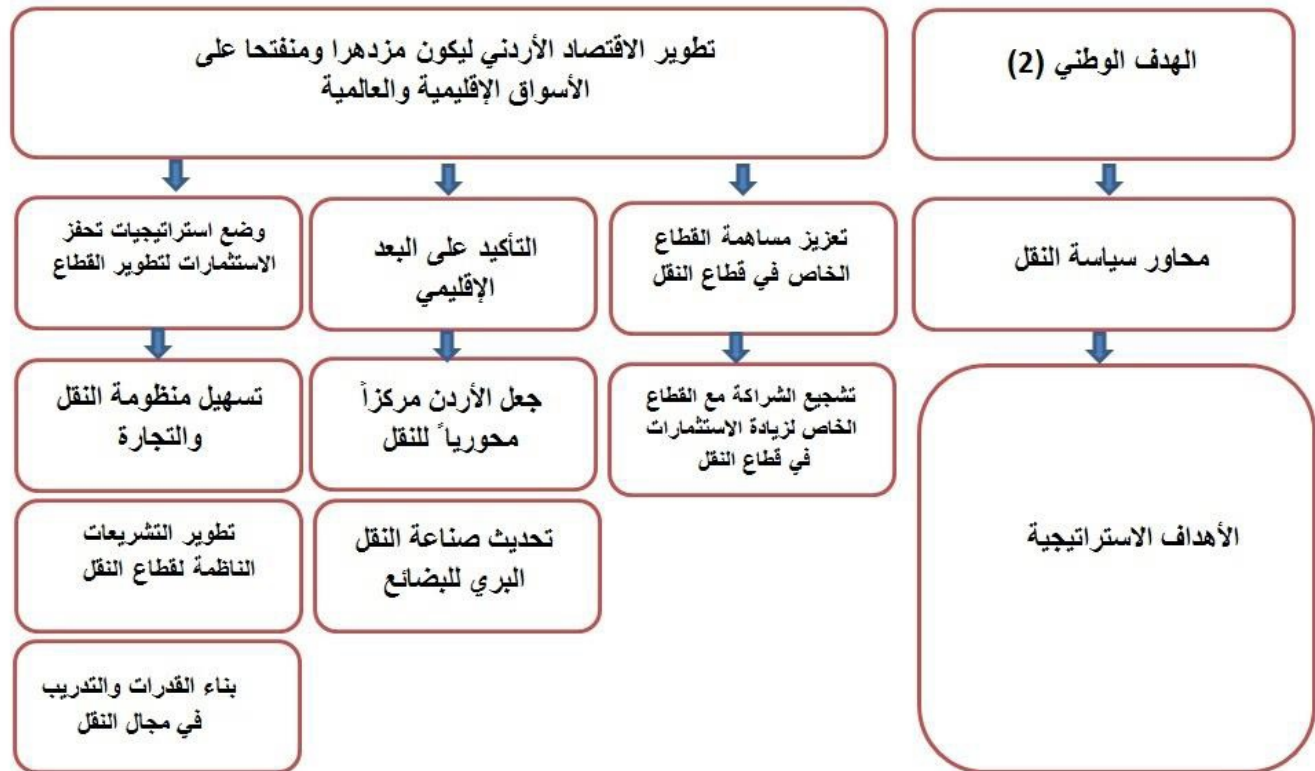 الهدف الوطني (2)
تطوير الاقتصاد الأردني ليكون مزدهرا ومنفتحا على
الأسواق الإقليمية والعالمية
محاور سياسة النقل
تعزيز مساهمة القطاع
الخاص في قطاع النقل
التأكيد على البعد
الإقليمي
وضع استراتيجيات تحفز
الاستثمارات لتطوير القطاع
الأهداف الاستراتيجية
تشجيع الشراكة مع القطاع
الخاص لزيادة الاستثمارات
في قطاع النقل
جعل الأردن مركزاً
محورياً للنقل
تسهيل منظومة النقل
والتجارة
تحديث صناعة النقل
البري للبضائع
تطوير التشريعات
الناظمة لقطاع النقل
بناء القدرات والتدريب
في مجال النقل